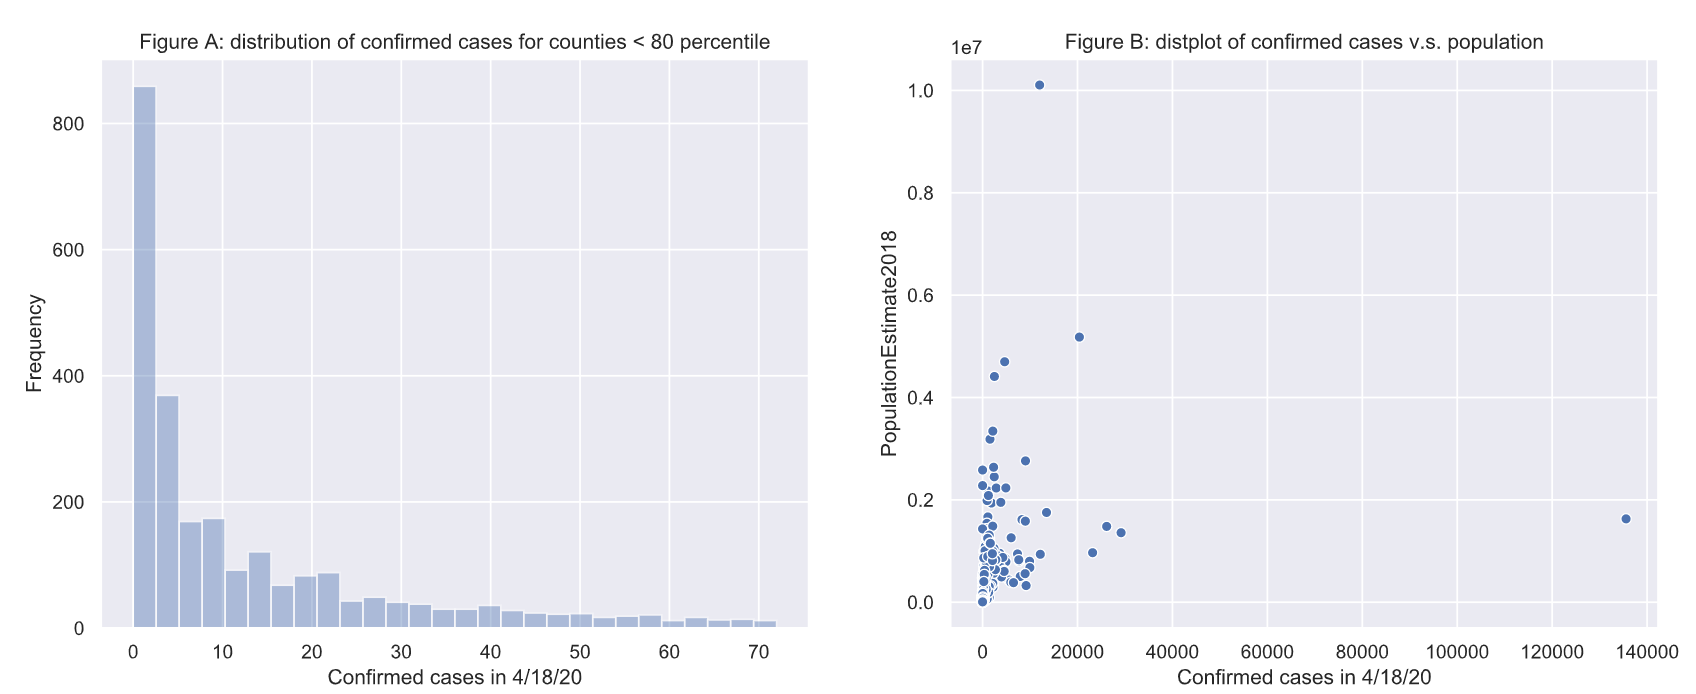 Figure A: distribution of confirmed cases for counties < 80 percentile
Frequency
800
600
400
200
0
0 10 20 30 40 50 60 70
Confirmed cases in 4/18/20
Figure B: distplot of confirmed cases v.s. population
1e7
PopulationEstimate2018
1.0
0.8
0.6
0.4
0.2
0.0
0 20000 40000 60000 80000 100000 120000 140000
Confirmed cases in 4/18/20